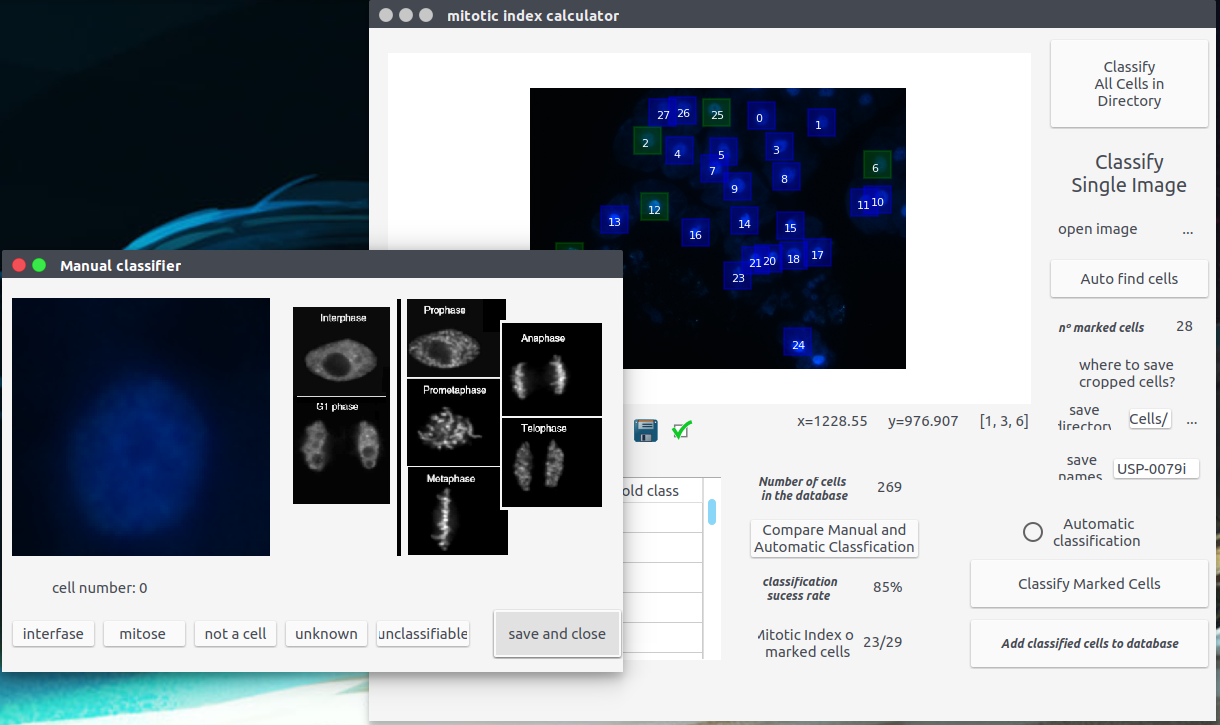 mitotic index calculator
27 26 25 0 1
2 4 5 3 6
7 8 9 11 10
13 12 14 15
16 21 20 18 17
23
24
Classify
All Cells in
Directory
Classify
Single Image
open image ...
Auto find cells
nº marked cells 28
where to save
cropped cells?
save
directory Cells/ ...
save
names USP-0079i
x=1228.55 y=976.907 [1, 3, 6]
old class
Number of cells
in the database 269
Compare Manual and
Automatic Classfication
classification
sucess rate 85%
Mitotic Index o
marked cells 23/29
Automatic
classification
Classify Marked Cells
Add classified cells to database
Manual classifier
Interphase
G1 phase
Prophase
Prometaphase
Metaphase
Anaphase
Telophase
cell number: 0
interfase mitose not a cell unknown unclassifiable save and close